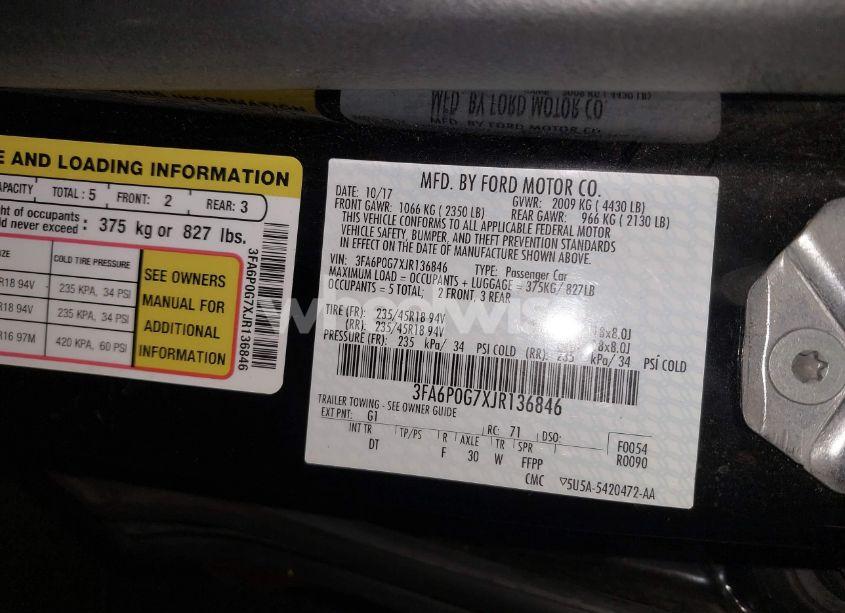 E AND LOADING INFORMATION
APACITY TOTAL: 5 FRONT: 2 REAR: 3
ht of occupants
ld never exceed : 375 kg or 827 lbs.
SIZE COLD TIRE PRESSURE
R18 94V 235 KPA, 34 PSI
R18 94V 235 KPA, 34 PSI
R16 97M 420 KPA, 60 PSI
SEE OWNERS
MANUAL FOR
ADDITIONAL
INFORMATION
3FA6P0G7XJR136846
MFD. BY FORD MOTOR CO.
DATE: 10/17 GVWR: 2009 KG ( 4430 LB)
FRONT GAWR: 1066 KG ( 2350 LB) REAR GAWR: 966 KG ( 2130 LB)
THIS VEHICLE CONFORMS TO ALL APPLICABLE FEDERAL MOTOR
VEHICLE SAFETY, BUMPER, AND THEFT PREVENTION STANDARDS
IN EFFECT ON THE DATE OF MANUFACTURE SHOWN ABOVE.
VIN: 3FA6P0G7XJR136846 TYPE: Passenger Car
MAXIMUM LOAD = OCCUPANTS + LUGGAGE = 375KG / 827LB
OCCUPANTS = 5 TOTAL; 2 FRONT, 3 REAR
TIRE (FR): 235/45R18 94V 18x8.0J
(RR): 235/45R18 94V 18x8.0J
PRESSURE (FR): 235 kPa/ 34 PSI COLD (RR): 235 kPa/ 34 PSI COLD
3FA6P0G7XJR136846
TRAILER TOWING - SEE OWNER GUIDE
EXT PNT: G1 RC: 71 DSO: F0054
INT TR TP/PS R AXLE TR SPR R0090
DT F 30 W FFPP
CMC ▽5U5A-5420472-AA